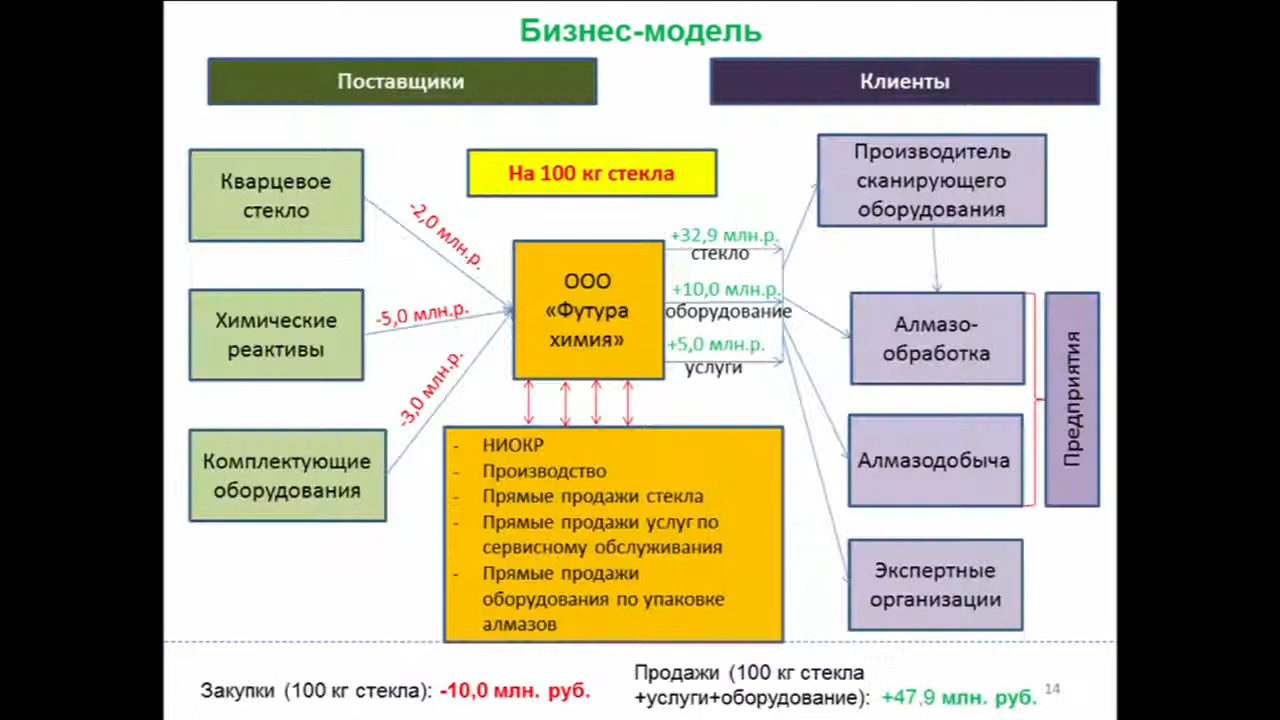 Бизнес-модель
Поставщики
Клиенты
Кварцевое
стекло
Химические
реактивы
Комплектующие
оборудования
-2,0 млн.р.
-5,0 млн.р.
-3,0 млн.р.
На 100 кг стекла
ООО
«Футура
химия»
+32,9 млн.р.
стекло
+10,0 млн.р.
оборудование
+5,0 млн.р.
услуги
- НИОКР
- Производство
- Прямые продажи стекла
- Прямые продажи услуг по
сервисному обслуживания
- Прямые продажи
оборудования по упаковке
алмазов
Производитель
сканирующего
оборудования
Алмазо-
обработка
Алмазодобыча
Экспертные
организации
Предприятия
Закупки (100 кг стекла): -10,0 млн. руб.
Продажи (100 кг стекла
+услуги+оборудование): +47,9 млн. руб.
14